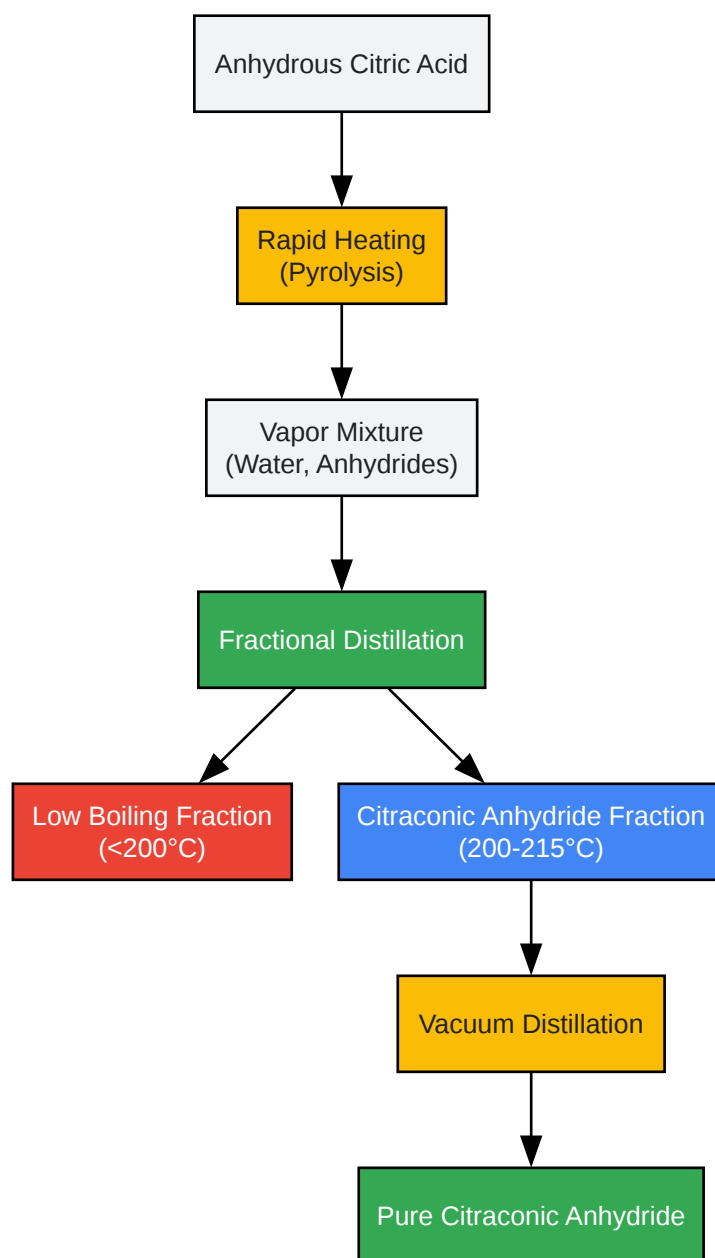 Anhydrous Citric Acid
Rapid Heating
(Pyrolysis)
Vapor Mixture
(Water, Anhydrides)
Fractional Distillation
Low Boiling Fraction
(<200°C)
Citraconic Anhydride Fraction
(200-215°C)
Vacuum Distillation
Pure Citraconic Anhydride